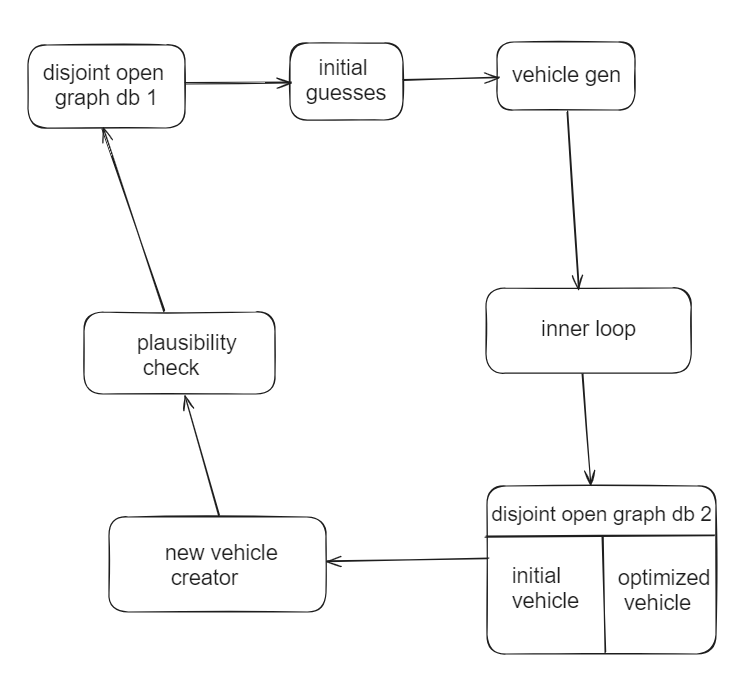 disjoint open
graph db 1
initial
guesses
vehicle gen
inner loop
plausibility
check
disjoint open graph db 2
initial
vehicle
optimized
vehicle
new vehicle
creator